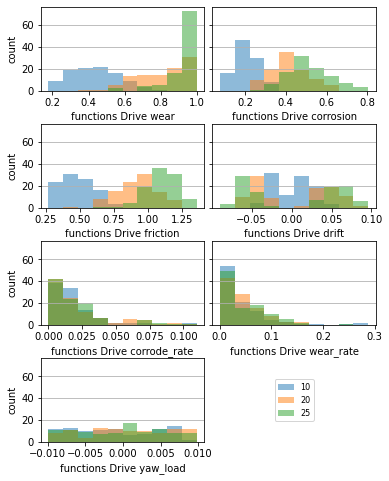 60
40
20
0
count
0.2 0.4 0.6 0.8 1.0
functions Drive wear
0.2 0.4 0.6 0.8
functions Drive corrosion
60
40
20
0
count
0.25 0.50 0.75 1.00 1.25
functions Drive friction
−0.05 0.00 0.05 0.10
functions Drive drift
60
40
20
0
count
0.000 0.025 0.050 0.075 0.100
functions Drive corrode_rate
0.0 0.1 0.2 0.3
functions Drive wear_rate
60
40
20
0
count
−0.010 −0.005 0.000 0.005 0.010
functions Drive yaw_load
10
20
25